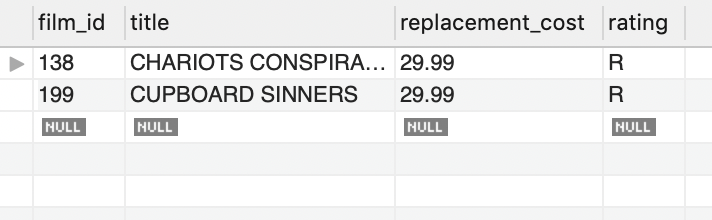 film_id title replacement_cost rating
138 CHARIOTS CONSPIRA... 29.99 R
199 CUPBOARD SINNERS 29.99 R
NULL NULL NULL NULL